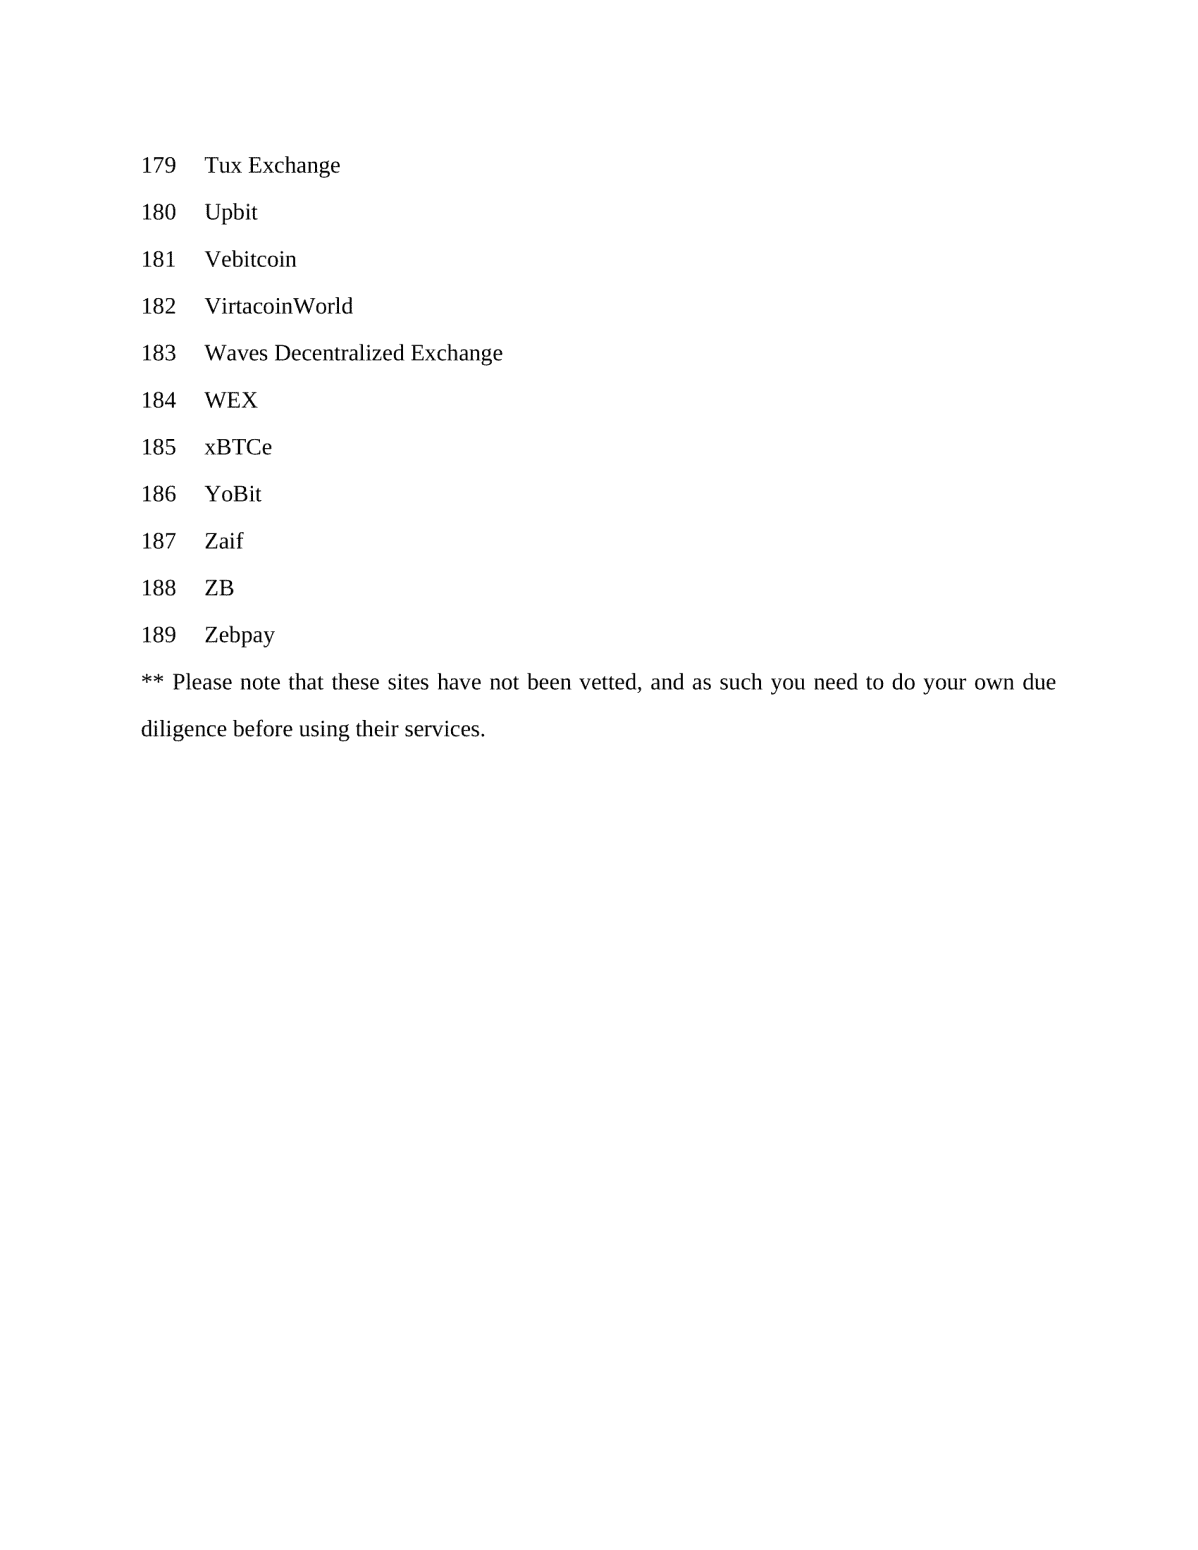 179 Tux Exchange
180 Upbit
181 Vebitcoin
182 VirtacoinWorld
183 Waves Decentralized Exchange
184 WEX
185 xBTCe
186 YoBit
187 Zaif
188 ZB
189 Zebpay
** Please note that these sites have not been vetted, and as such you need to do your own due
diligence before using their services.